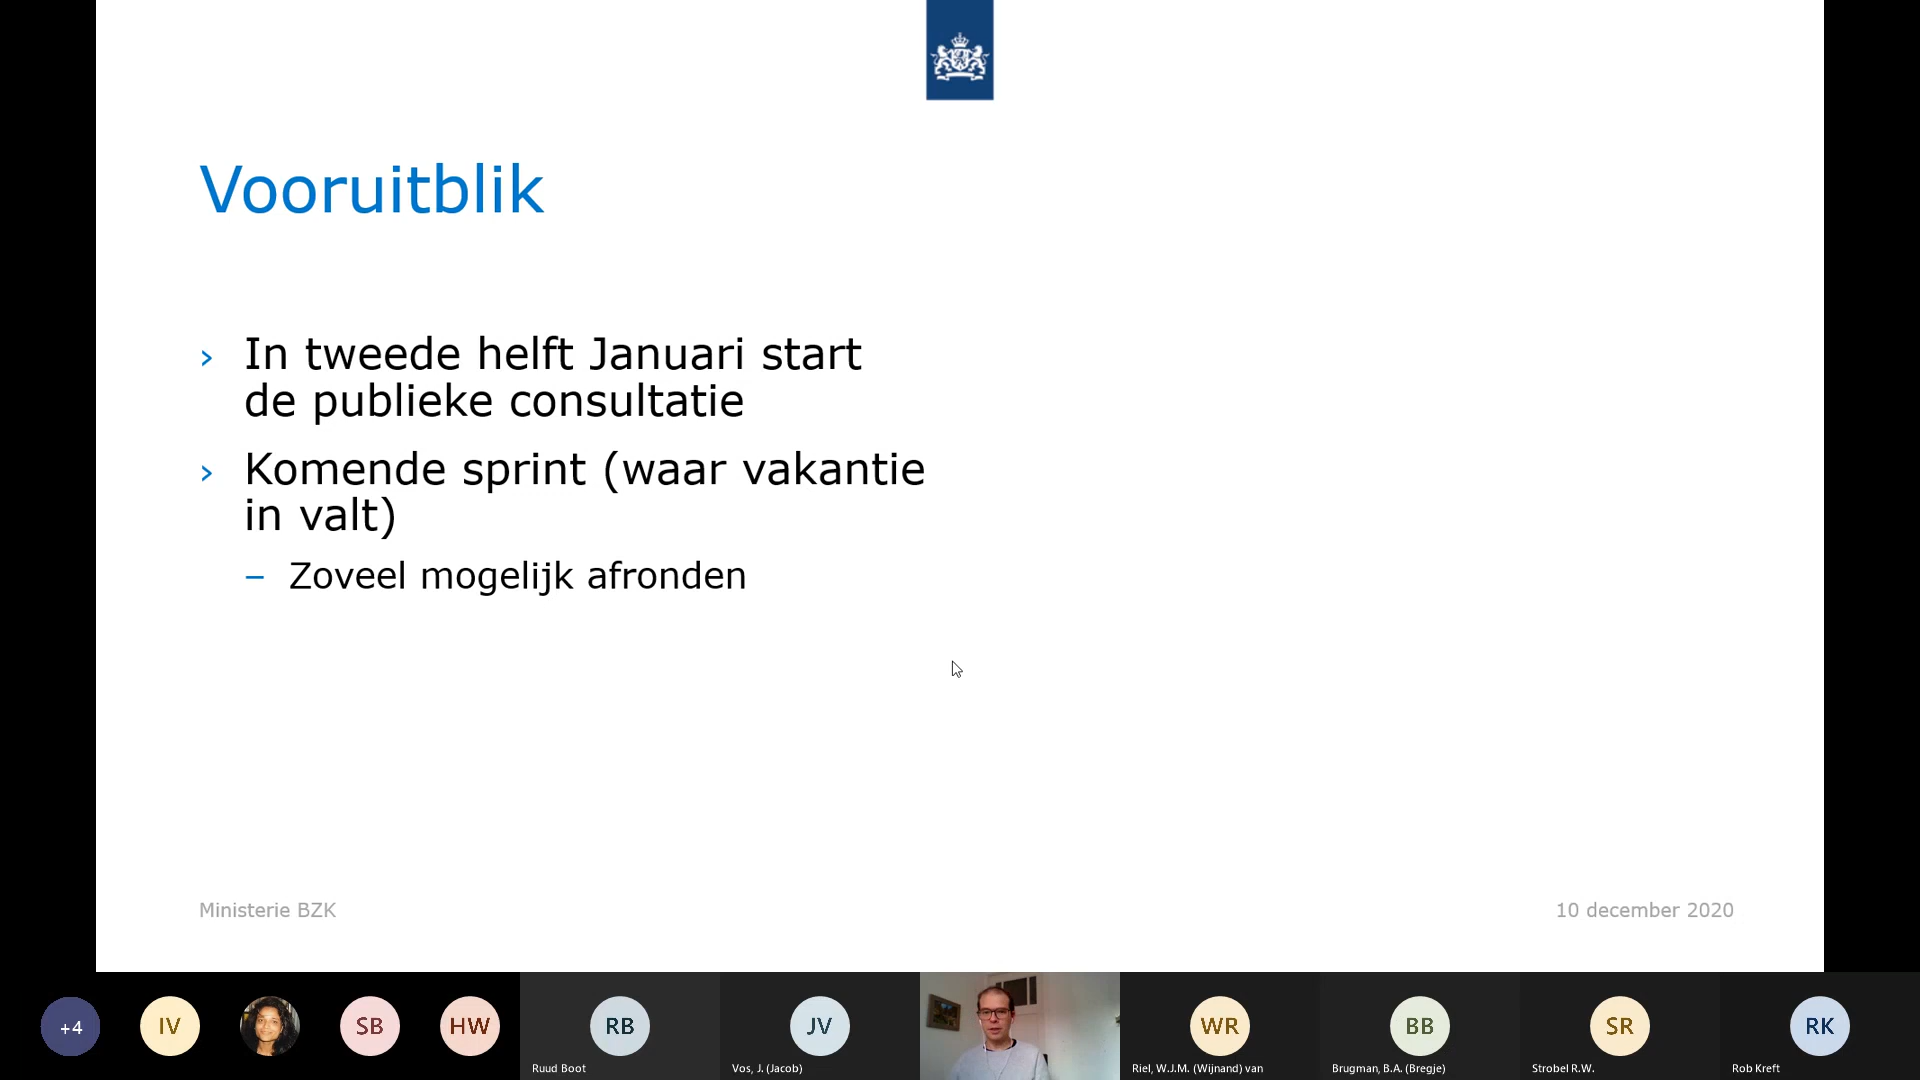 Vooruitblik
› In tweede helft Januari start
de publieke consultatie
› Komende sprint (waar vakantie
in valt)
– Zoveel mogelijk afronden
Ministerie BZK
10 december 2020
+4
IV
SB
HW
RB
JV
WR
BB
SR
RK
Ruud Boot
Vos, J. (Jacob)
Riel, W.J.M. (Wijnand) van
Brugman, B.A. (Bregje)
Strobel R.W.
Rob Kreft